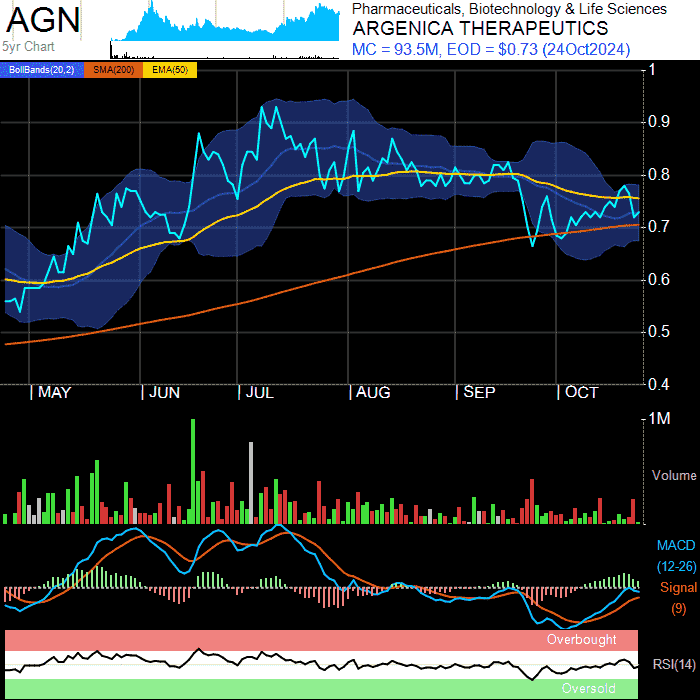 AGN
5yr Chart
Pharmaceuticals, Biotechnology & Life Sciences
ARGENICA THERAPEUTICS
MC = 93.5M, EOD = $0.73 (24Oct2024)
BollBands(20,2) SMA(200) EMA(50)
1
0.9
0.8
0.7
0.6
0.5
0.4
MAY JUN JUL AUG SEP OCT
1M
Volume
MACD
(12-26)
Signal
(9)
Overbought
RSI(14)
Oversold